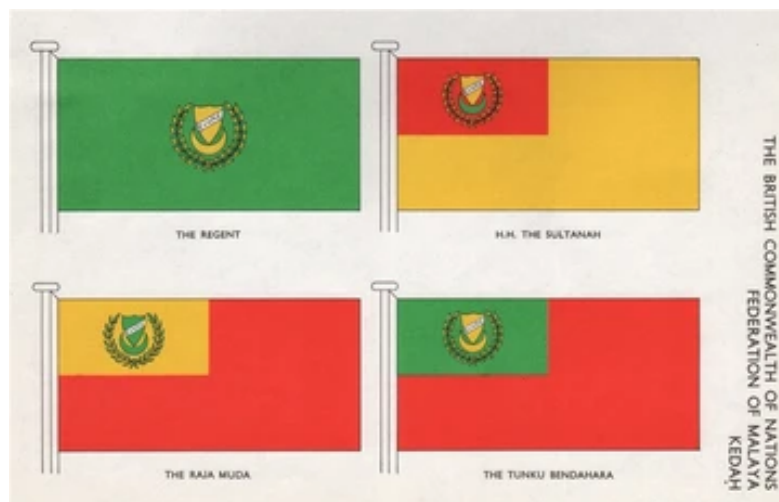 THE REGENT
H.H. THE SULTANAH
THE RAJA MUDA
THE TUNKU BENDAHARA
THE BRITISH COMMONWEALTH OF NATIONS
FEDERATION OF MALAYA
KEDAH